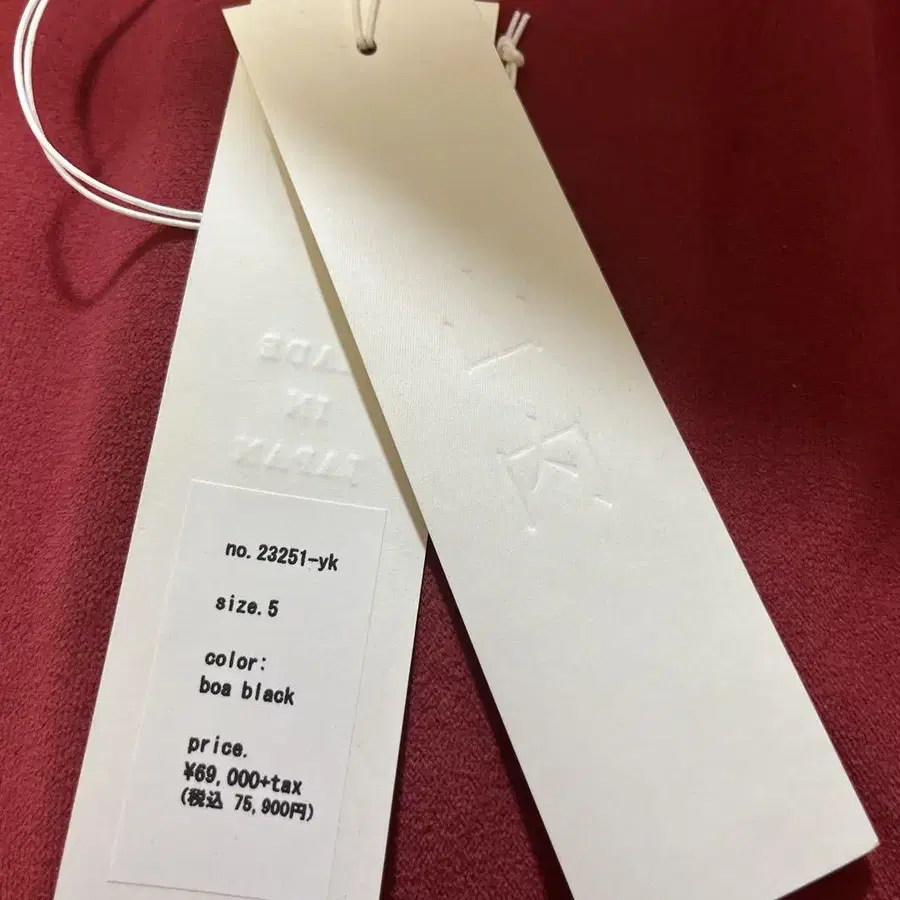 MADE
IN
JAPAN
no.23251-yk
size.5
color:
boa black
price.
¥69,000+tax
(税込 75,900円)